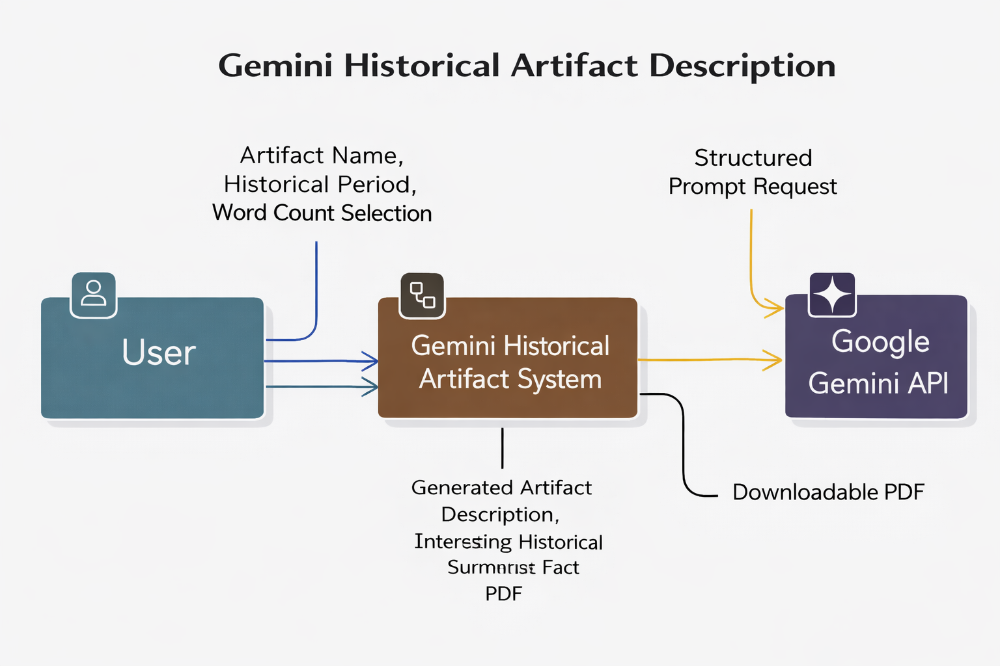 Gemini Historical Artifact Description
Artifact Name,
Historical Period,
Word Count Selection
Structured
Prompt Request
User
Gemini Historical
Artifact System
Google
Gemini API
Generated Artifact
Description,
Interesting Historical
Fact
PDF
Downloadable PDF